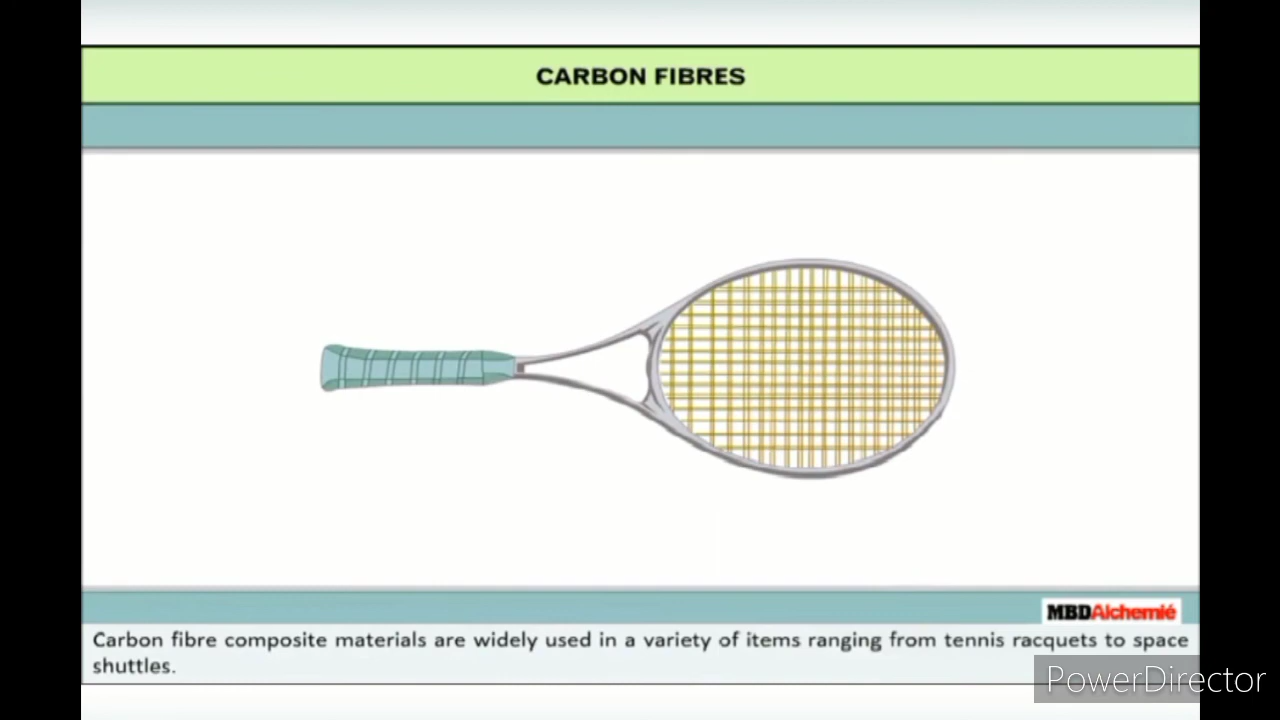 CARBON FIBRES
MBDAlchemié
Carbon fibre composite materials are widely used in a variety of items ranging from tennis racquets to space
shuttles.
PowerDirector